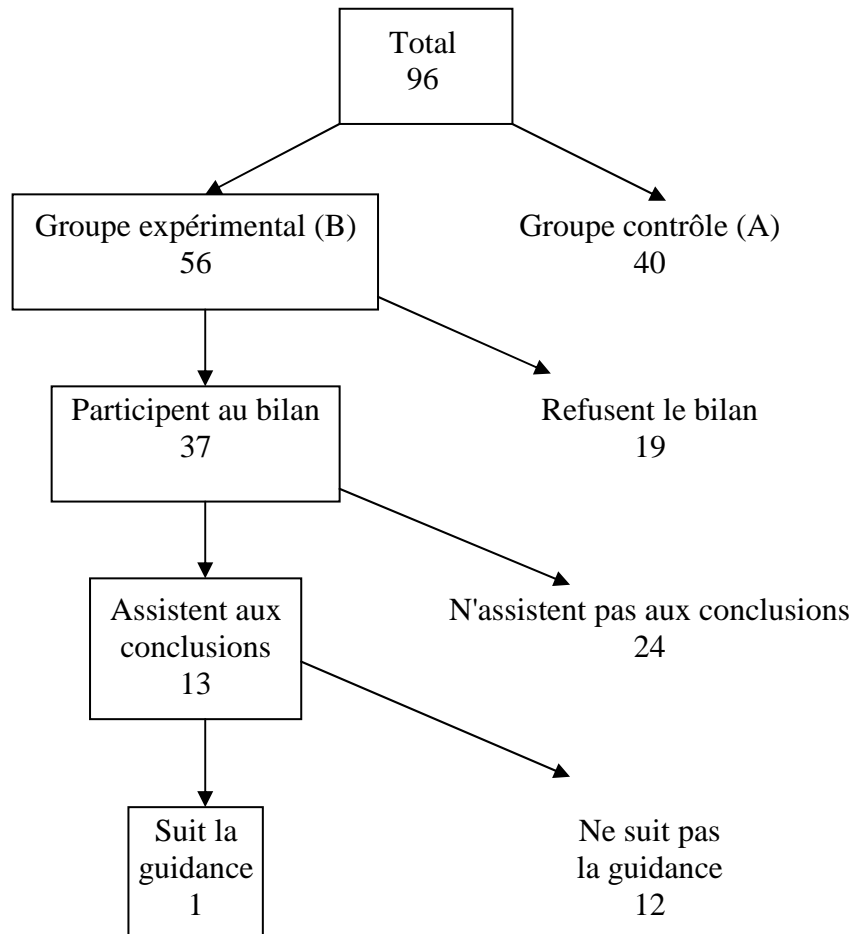 Total
96
Groupe expérimental (B)
56
Groupe contrôle (A)
40
Participent au bilan
37
Refusent le bilan
19
Assistent aux
conclusions
13
N'assistent pas aux conclusions
24
Suit la
guidance
1
Ne suit pas
la guidance
12